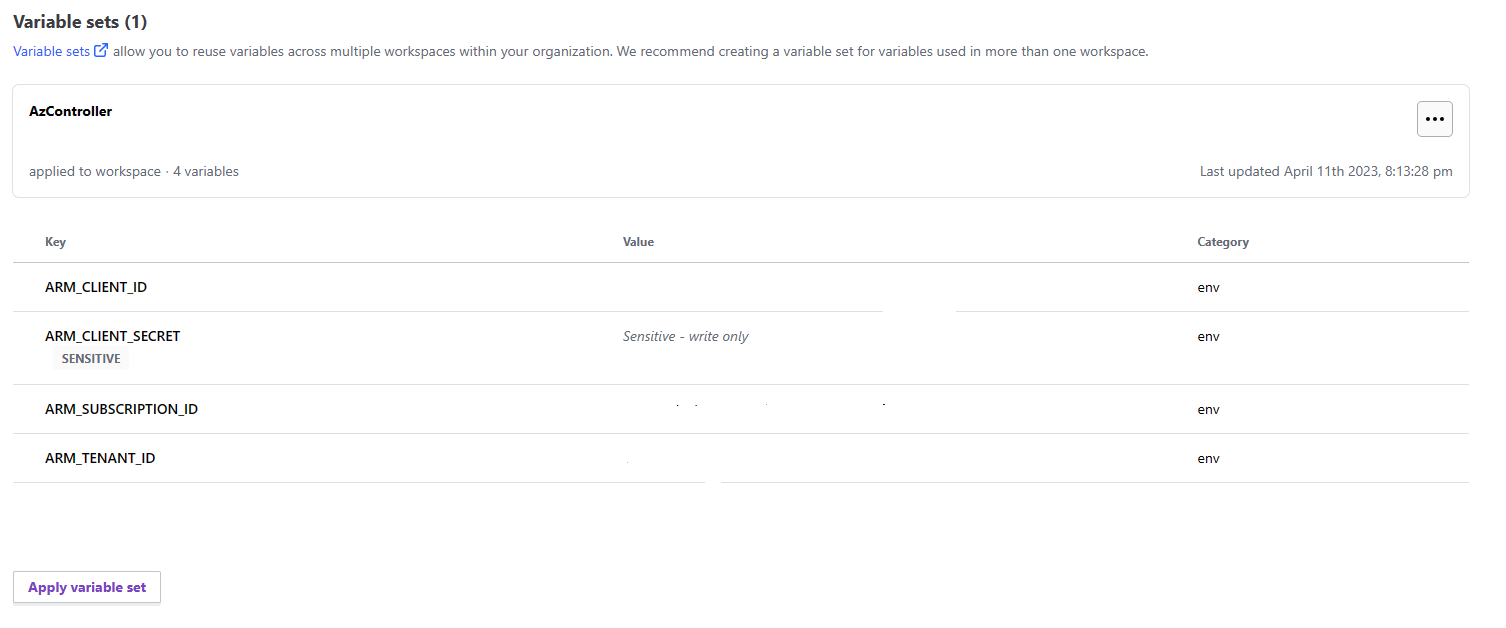 Variable sets (1)
Variable sets allow you to reuse variables across multiple workspaces within your organization. We recommend creating a variable set for variables used in more than one workspace.
AzController
applied to workspace · 4 variables Last updated April 11th 2023, 8:13:28 pm
Key Value Category
ARM_CLIENT_ID env
ARM_CLIENT_SECRET Sensitive - write only env
SENSITIVE
ARM_SUBSCRIPTION_ID env
ARM_TENANT_ID env
Apply variable set